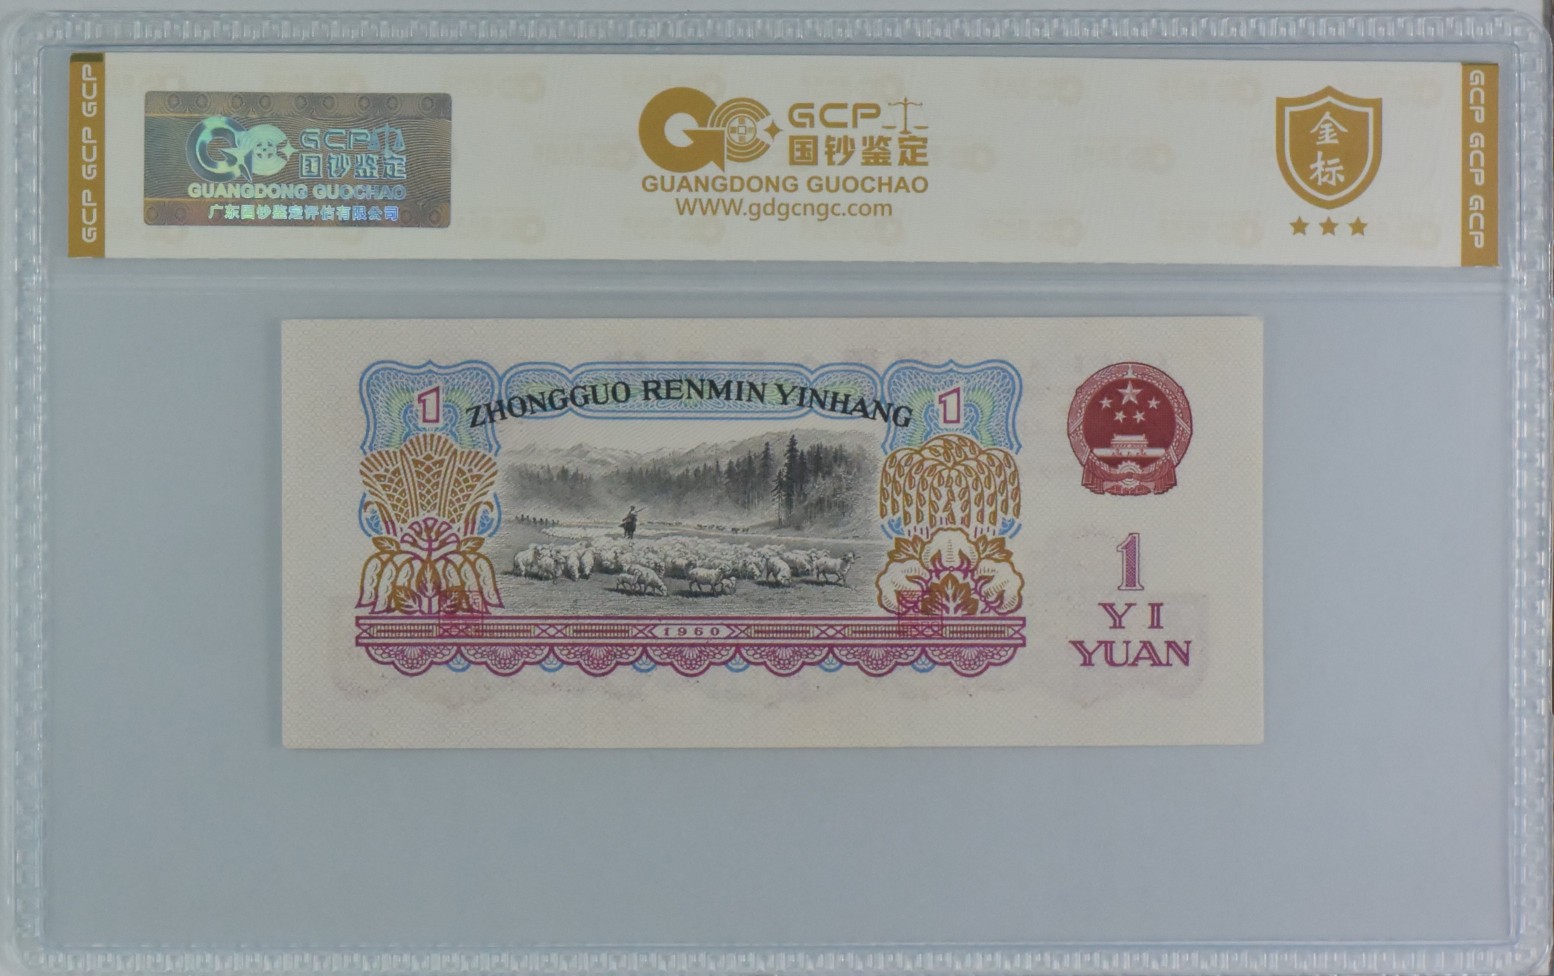 GCP GCP GCP
GCP
国钞鉴定
GUANGDONG GUOCHAO
广东国钞鉴定评估有限公司
GCP
国钞鉴定
GUANGDONG GUOCHAO
WWW.gdgcngc.com
金
标
GCP GCP GCP
1
ZHONGGUO RENMIN YINHANG
1
1960
1
YI
YUAN